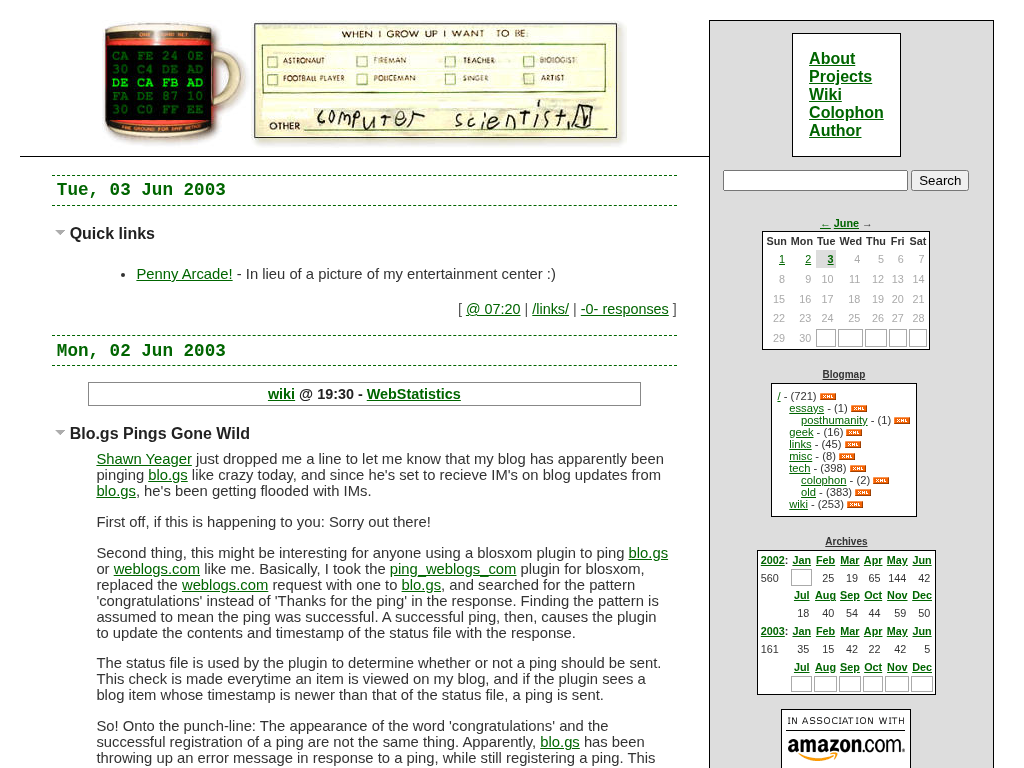 ONE ZERO NET
CA FE 24 0E
30 C4 DE AD
DE CA FB AD
FA DE 87 10
30 C0 FF EE
WHEN I GROW UP I WANT TO BE:
ASTRONAUT FIREMAN TEACHER BIOLOGIST
FOOTBALL PLAYER POLICEMAN SINGER ARTIST
OTHER computer scientist
About
Projects
Wiki
Colophon
Author
Search
Tue, 03 Jun 2003
Quick links
• Penny Arcade! - In lieu of a picture of my entertainment center :)
[ @ 07:20 | /links/ | -0- responses ]
Mon, 02 Jun 2003
wiki @ 19:30 - WebStatistics
Blo.gs Pings Gone Wild
Shawn Yeager just dropped me a line to let me know that my blog has apparently been
pinging blo.gs like crazy today, and since he's set to recieve IM's on blog updates from
blo.gs, he's been getting flooded with IMs.
First off, if this is happening to you: Sorry out there!
Second thing, this might be interesting for anyone using a blosxom plugin to ping blo.gs
or weblogs.com like me. Basically, I took the ping_weblogs_com plugin for blosxom,
replaced the weblogs.com request with one to blo.gs, and searched for the pattern
'congratulations' instead of 'Thanks for the ping' in the response. Finding the pattern is
assumed to mean the ping was successful. A successful ping, then, causes the plugin
to update the contents and timestamp of the status file with the response.
The status file is used by the plugin to determine whether or not a ping should be sent.
This check is made everytime an item is viewed on my blog, and if the plugin sees a
blog item whose timestamp is newer than that of the status file, a ping is sent.
So! Onto the punch-line: The appearance of the word 'congratulations' and the
successful registration of a ping are not the same thing. Apparently, blo.gs has been
throwing up an error message in response to a ping, while still registering a ping. This
← June →
Sun Mon Tue Wed Thu Fri Sat
1 2 3 4 5 6 7
8 9 10 11 12 13 14
15 16 17 18 19 20 21
22 23 24 25 26 27 28
29 30
Blogmap
/ - (721) XML
essays - (1) XML
posthumanity - (1) XML
geek - (16) XML
links - (45) XML
misc - (8) XML
tech - (398) XML
colophon - (2) XML
old - (383) XML
wiki - (253) XML
Archives
2002: Jan Feb Mar Apr May Jun
560 25 19 65 144 42
Jul Aug Sep Oct Nov Dec
18 40 54 44 59 50
2003: Jan Feb Mar Apr May Jun
161 35 15 42 22 42 5
Jul Aug Sep Oct Nov Dec
IN ASSOCIATION WITH
amazon.com.